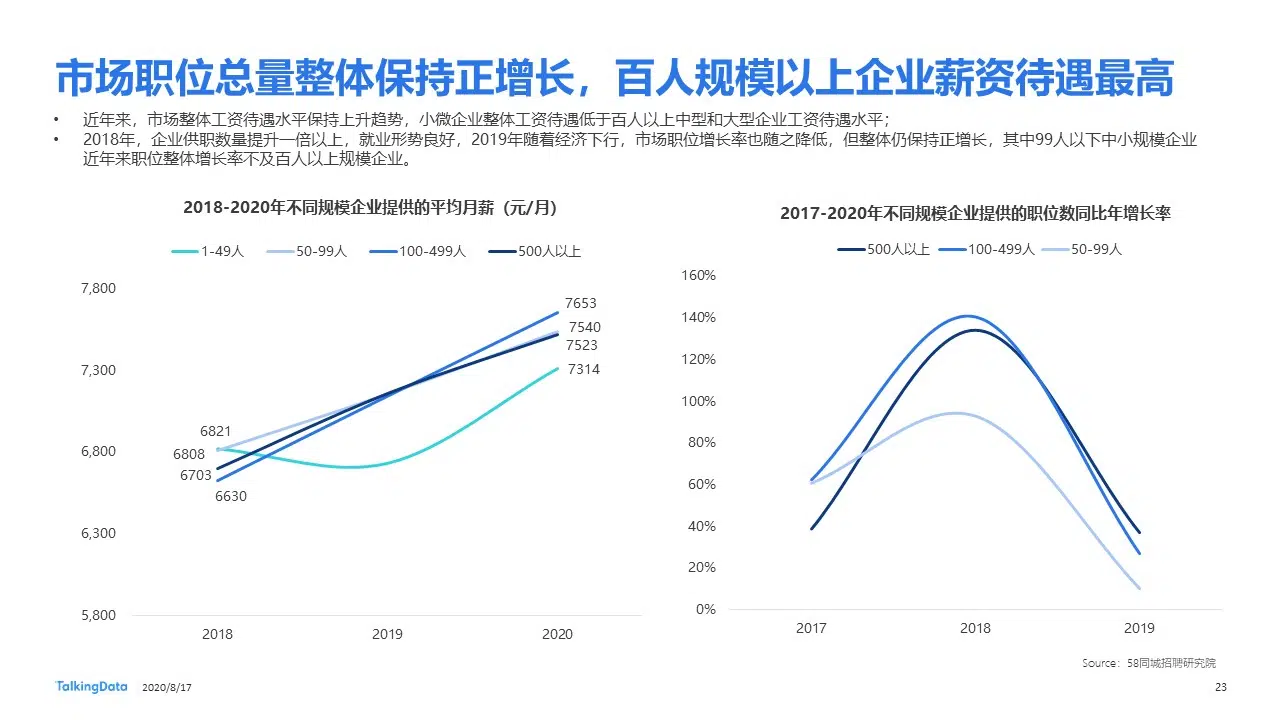 市场职位总量整体保持正增长，百人规模以上企业薪资待遇最高
• 近年来，市场整体工资待遇水平保持上升趋势，小微企业整体工资待遇低于百人以上中型和大型企业工资待遇水平；
• 2018年，企业供职数量提升一倍以上，就业形势良好，2019年随着经济下行，市场职位增长率也随之降低，但整体仍保持正增长，其中99人以下中小规模企业
近年来职位整体增长率不及百人以上规模企业。
2018-2020年不同规模企业提供的平均月薪（元/月）
1-49人 50-99人 100-499人 500人以上
7,800
7,300
6,800
6,300
5,800
7653
7540
7523
7314
6821
6808
6703
6630
2018 2019 2020
2017-2020年不同规模企业提供的职位数同比年增长率
500人以上 100-499人 50-99人
160%
140%
120%
100%
80%
60%
40%
20%
0%
2017 2018 2019
Source：58同城招聘研究院
TalkingData 2020/8/17
23